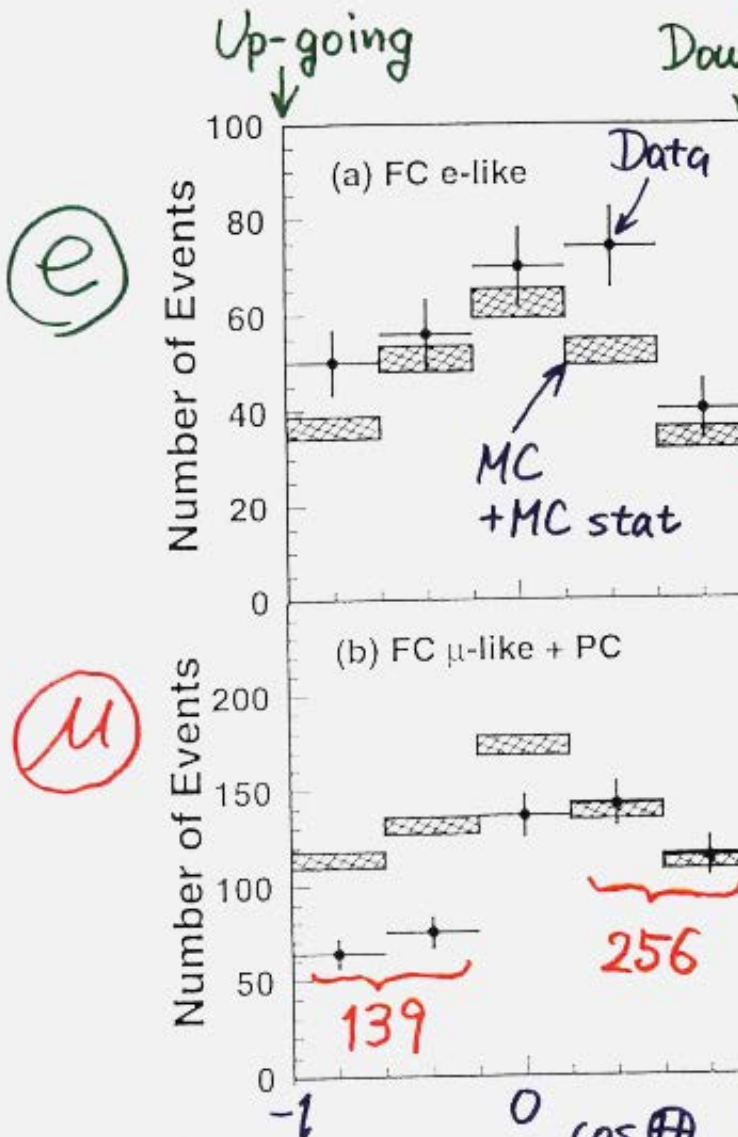 Up-going
100
(a) FC e-like
Data
80
e
Number of Events
60
40
MC
+MC stat
20
0
(b) FC μ-like + PC
μ
Number of Events
200
150
100
256
50
139
0
-1
0
cos Θ